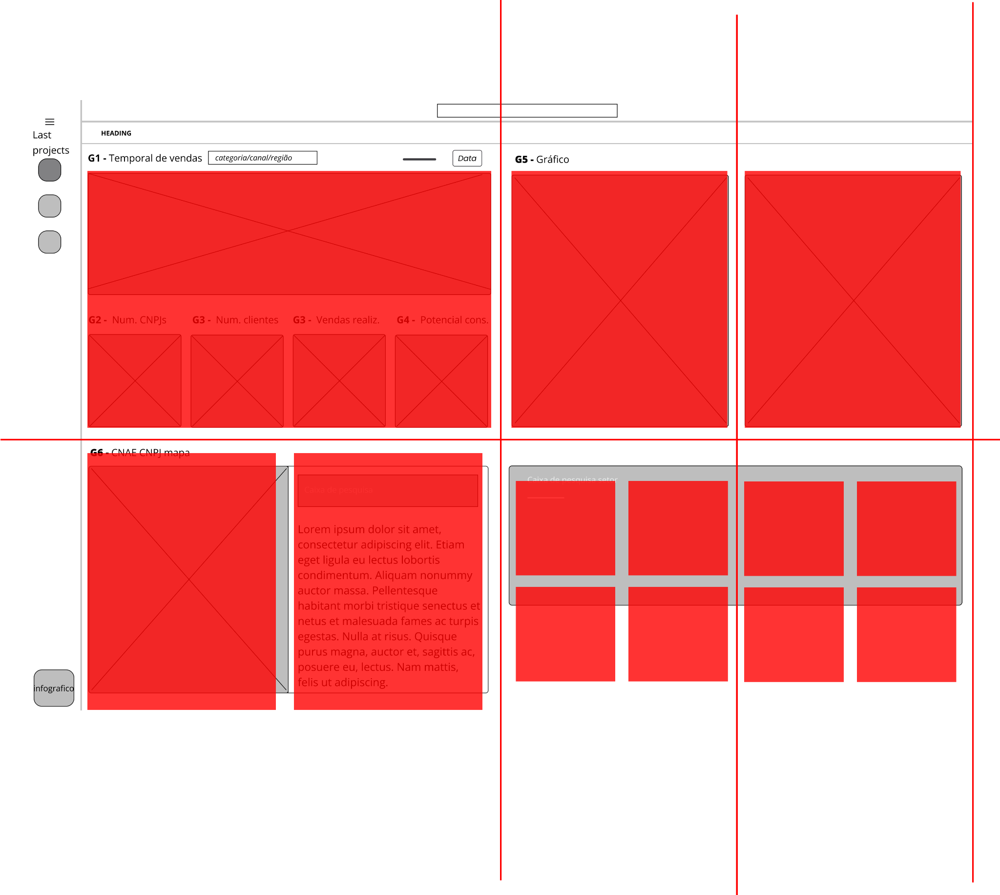 Last
projects
HEADING
G1 - Temporal de vendas
categoria/canal/região
Data
G5 - Gráfico
G2 - Num. CNPJs
G3 - Num. clientes
G3 - Vendas realiz.
G4 - Potencial cons.
G6 - CNAE CNPJ mapa
Caixa de pesquisa
Lorem ipsum dolor sit amet,
consectetur adipiscing elit. Etiam
eget ligula eu lectus lobortis
condimentum. Aliquam nonummy
auctor massa. Pellentesque
habitant morbi tristique senectus et
netus et malesuada fames ac turpis
egestas. Nulla at risus. Quisque
purus magna, auctor et, sagittis ac,
posuere eu, lectus. Nam mattis,
felis ut adipiscing.
Caixa de pesquisa setor
infografico